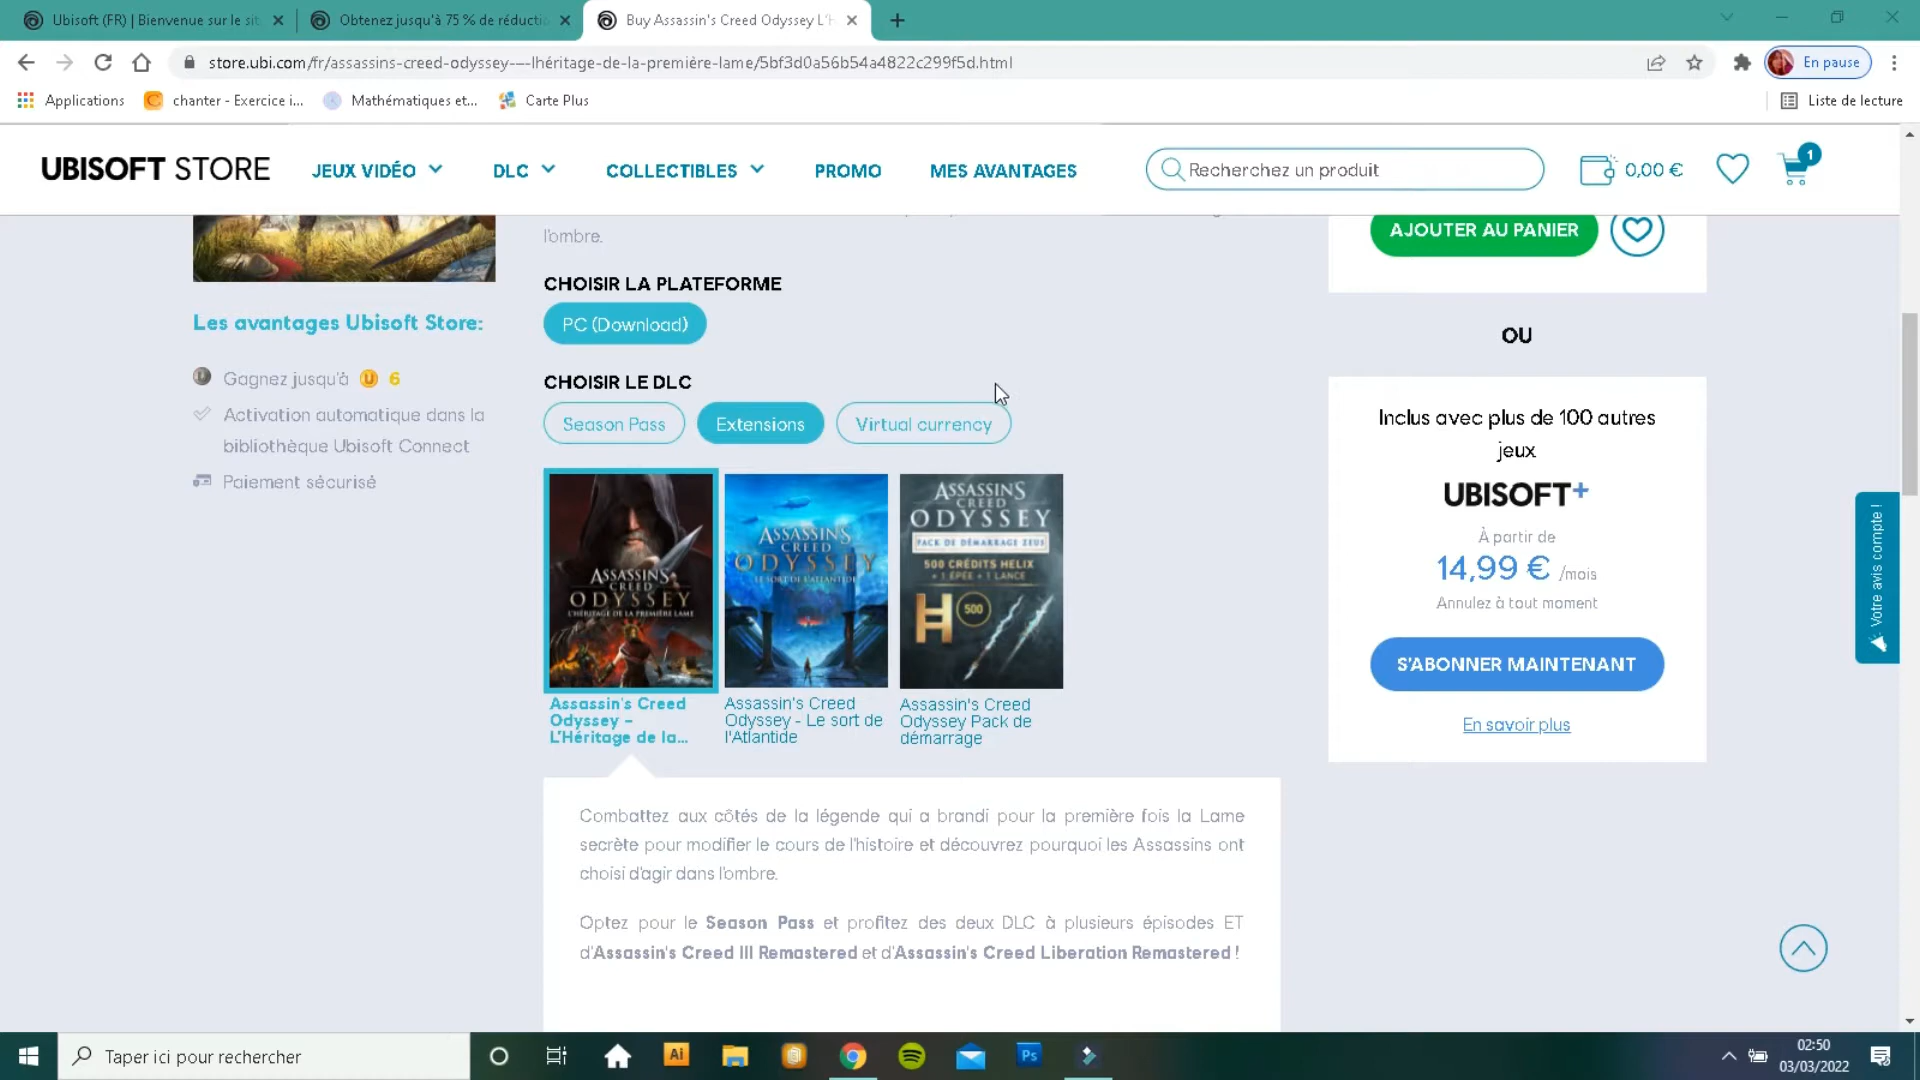 Ubisoft (FR) | Bienvenue sur le sit
Obtenez jusqu'à 75 % de réductio
Buy Assassin's Creed Odyssey L'H
store.ubi.com/fr/assassins-creed-odyssey---lhéritage-de-la-première-lame/5bf3d0a56b54a4822c299f5d.html
En pause
Applications
chanter - Exercice i...
Mathématiques et...
Carte Plus
Liste de lecture
UBISOFT STORE
JEUX VIDÉO
DLC
COLLECTIBLES
PROMO
MES AVANTAGES
Recherchez un produit
0,00 €
1
l'ombre.
AJOUTER AU PANIER
CHOISIR LA PLATEFORME
PC (Download)
Les avantages Ubisoft Store:
Gagnez jusqu'à 6
Activation automatique dans la
bibliothèque Ubisoft Connect
Paiement sécurisé
CHOISIR LE DLC
Season Pass
Extensions
Virtual currency
ASSASSIN'S
CREED
ODYSSEY
L'HÉRITAGE DE LA PREMIÈRE LAME
ASSASSIN'S
CREED
ODYSSEY
LE SORT DE L'ATLANTIDE
ASSASSIN'S
CREED
ODYSSEY
PACK DE DÉMARRAGE ZEUS
500 CRÉDITS HELIX
+ 1 ÉPÉE + 1 LANCE
500
Assassin's Creed
Odyssey –
L'Héritage de la...
Assassin's Creed
Odyssey - Le sort de
l'Atlantide
Assassin's Creed
Odyssey Pack de
démarrage
OU
Inclus avec plus de 100 autres
jeux
UBISOFT+
À partir de
14,99 € /mois
Annulez à tout moment
S'ABONNER MAINTENANT
En savoir plus
Votre avis compte !
Combattez aux côtés de la légende qui a brandi pour la première fois la Lame
secrète pour modifier le cours de l'histoire et découvrez pourquoi les Assassins ont
choisi d'agir dans l'ombre.
Optez pour le Season Pass et profitez des deux DLC à plusieurs épisodes ET
d'Assassin's Creed III Remastered et d'Assassin's Creed Liberation Remastered !
Taper ici pour rechercher
Ai
Ps
02:50
03/03/2022